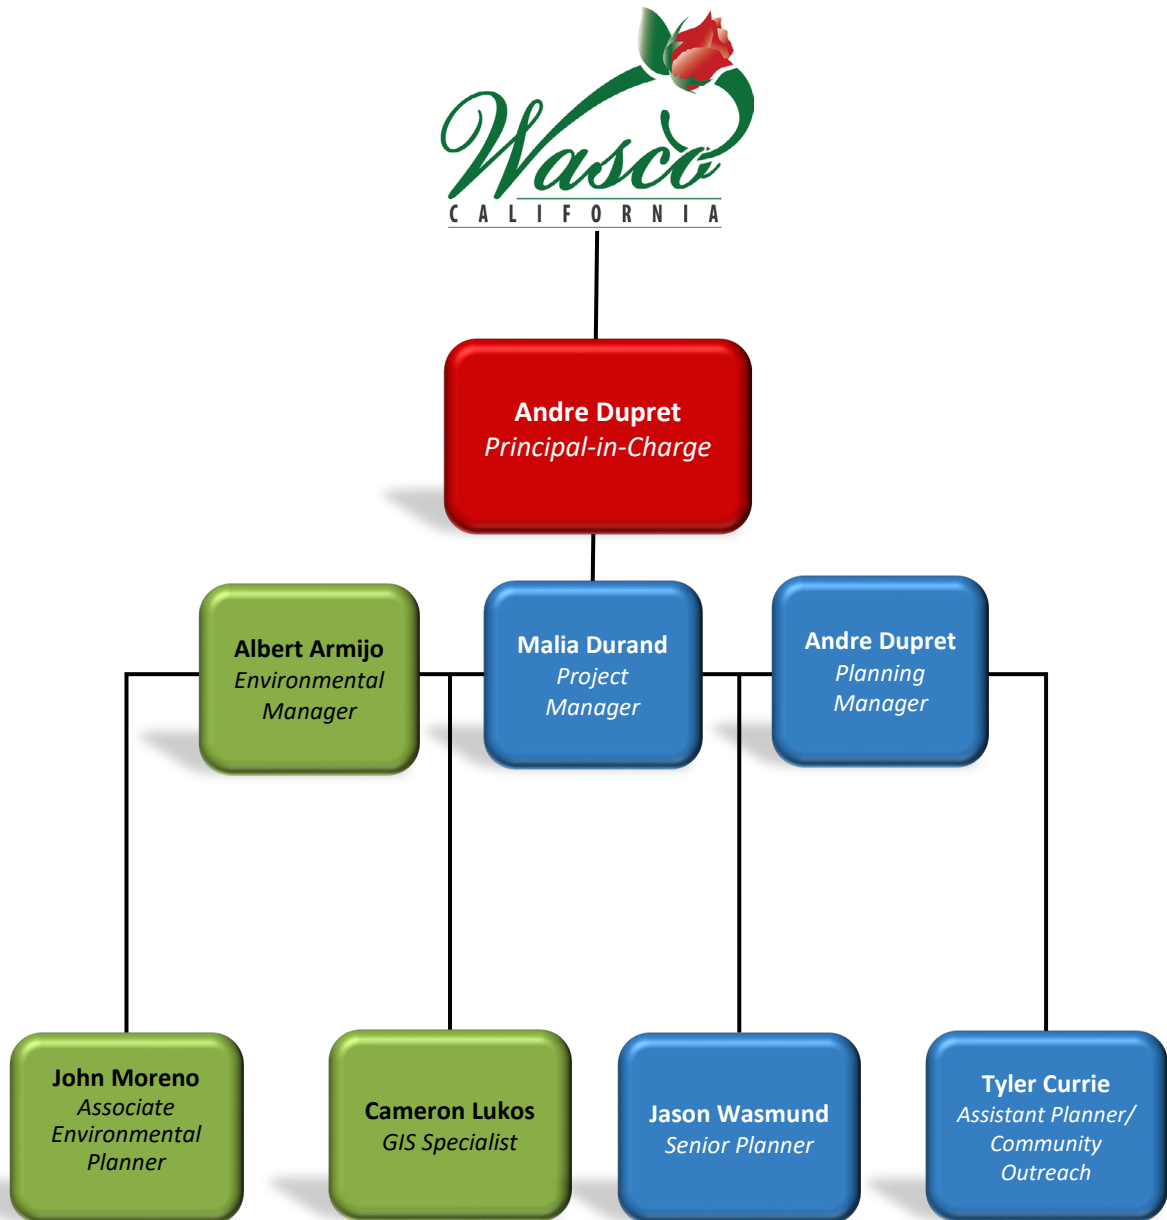 Wasco
CALIFORNIA
Andre Dupret
Principal-in-Charge
Albert Armijo
Environmental
Manager
Malia Durand
Project
Manager
Andre Dupret
Planning
Manager
John Moreno
Associate
Environmental
Planner
Cameron Lukos
GIS Specialist
Jason Wasmund
Senior Planner
Tyler Currie
Assistant Planner/
Community
Outreach